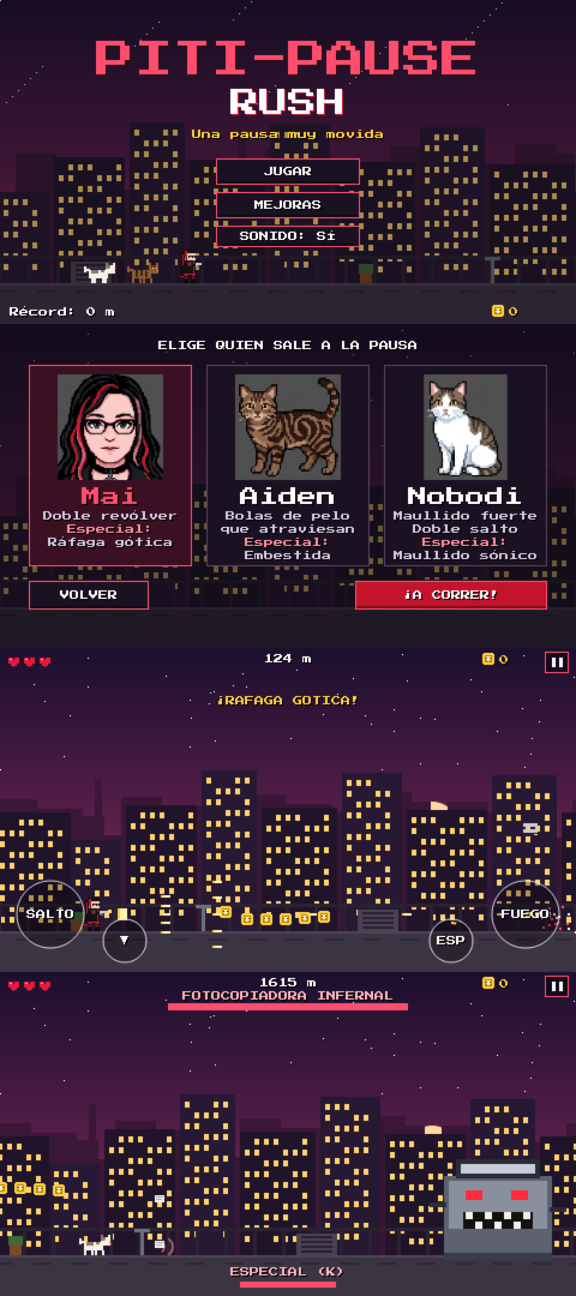 PITI-PAUSE
RUSH
Una pausa muy movida
JUGAR
MEJORAS
SONIDO: Sí
Récord: 0 m
0
ELIGE QUIEN SALE A LA PAUSA
Mai
Doble revólver
Especial:
Ráfaga gótica
Aiden
Bolas de pelo
que atraviesan
Especial:
Embestida
Nobodi
Maullido fuerte
Doble salto
Especial:
Maullido sónico
VOLVER
¡A CORRER!
124 m
0
¡RAFAGA GOTICA!
SALTO
▼
ESP
FUEGO
1615 m
0
FOTOCOPIADORA INFERNAL
ESPECIAL (K)